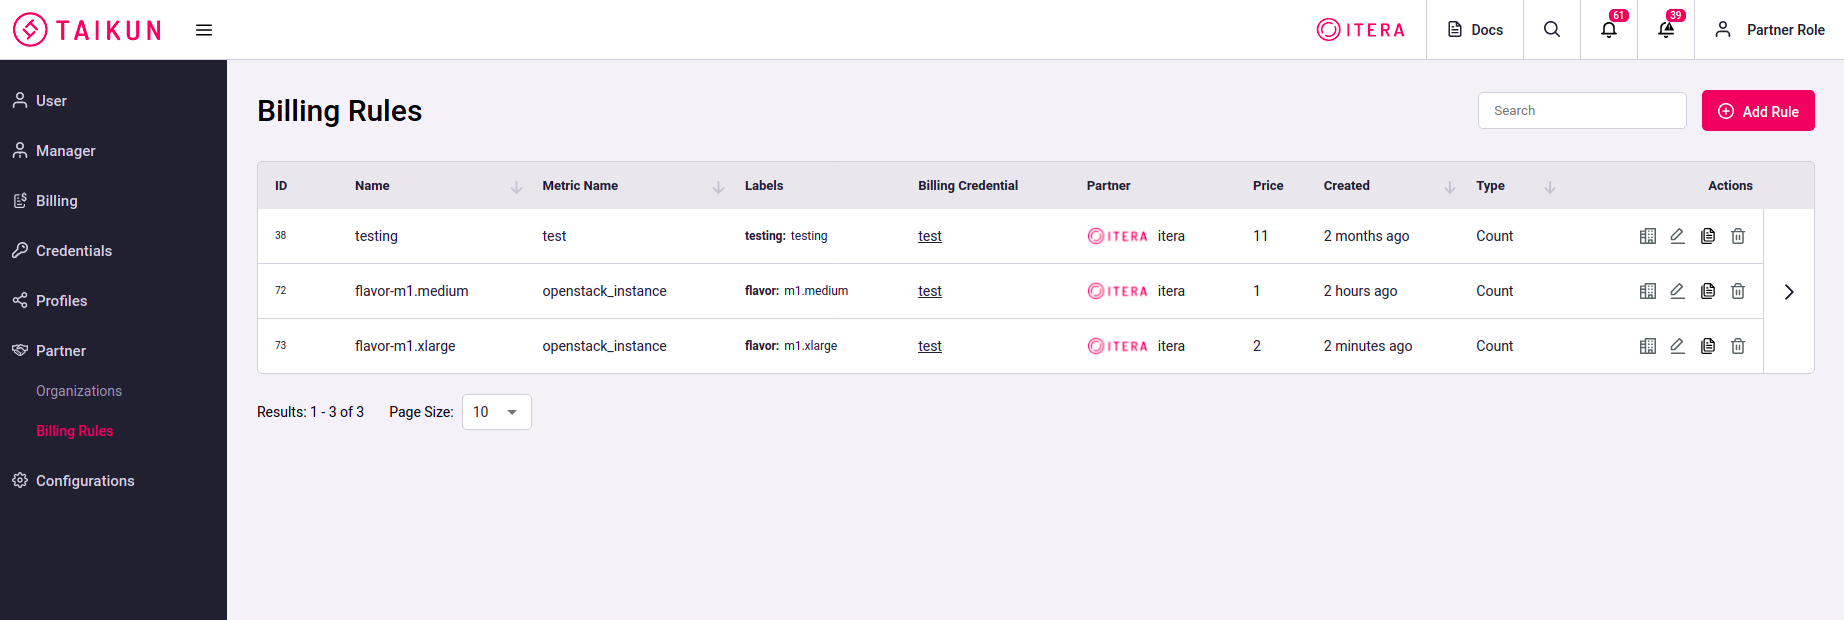 TAIKUN
ITERA
Docs
61
39
Partner Role
User
Manager
Billing
Credentials
Profiles
Partner
Organizations
Billing Rules
Configurations
Billing Rules
Search
Add Rule
ID Name Metric Name Labels Billing Credential Partner Price Created Type Actions
38 testing test testing: testing test ITERA itera 11 2 months ago Count
72 flavor-m1.medium openstack_instance flavor: m1.medium test ITERA itera 1 2 hours ago Count
73 flavor-m1.xlarge openstack_instance flavor: m1.xlarge test ITERA itera 2 2 minutes ago Count
Results: 1 - 3 of 3 Page Size: 10